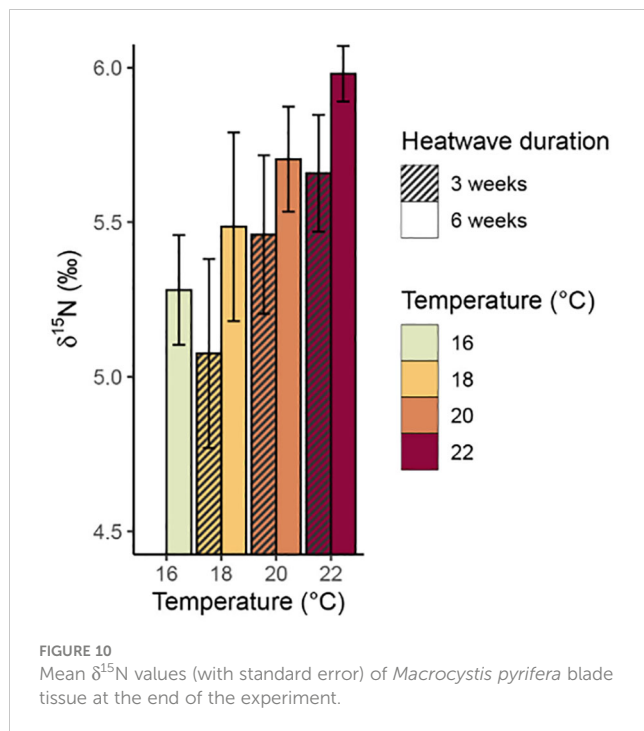 6.0
5.5
5.0
4.5
δ¹⁵N (‰)
16 18 20 22
Temperature (°C)
Heatwave duration
3 weeks
6 weeks
Temperature (°C)
16
18
20
22
FIGURE 10
Mean δ¹⁵N values (with standard error) of Macrocystis pyrifera blade
tissue at the end of the experiment.